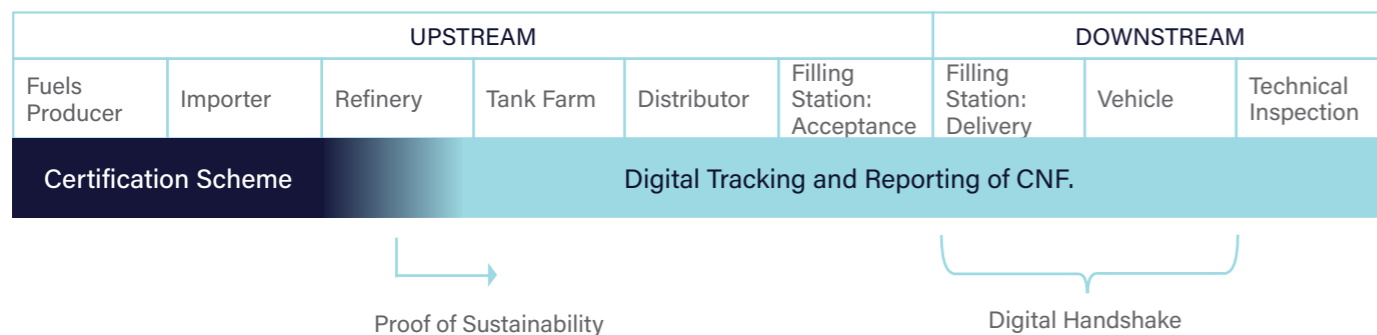 UPSTREAM
DOWNSTREAM
Fuels
Producer
Importer
Refinery
Tank Farm
Distributor
Filling
Station:
Acceptance
Filling
Station:
Delivery
Vehicle
Technical
Inspection
Certification Scheme
Digital Tracking and Reporting of CNF.
Proof of Sustainability
Digital Handshake